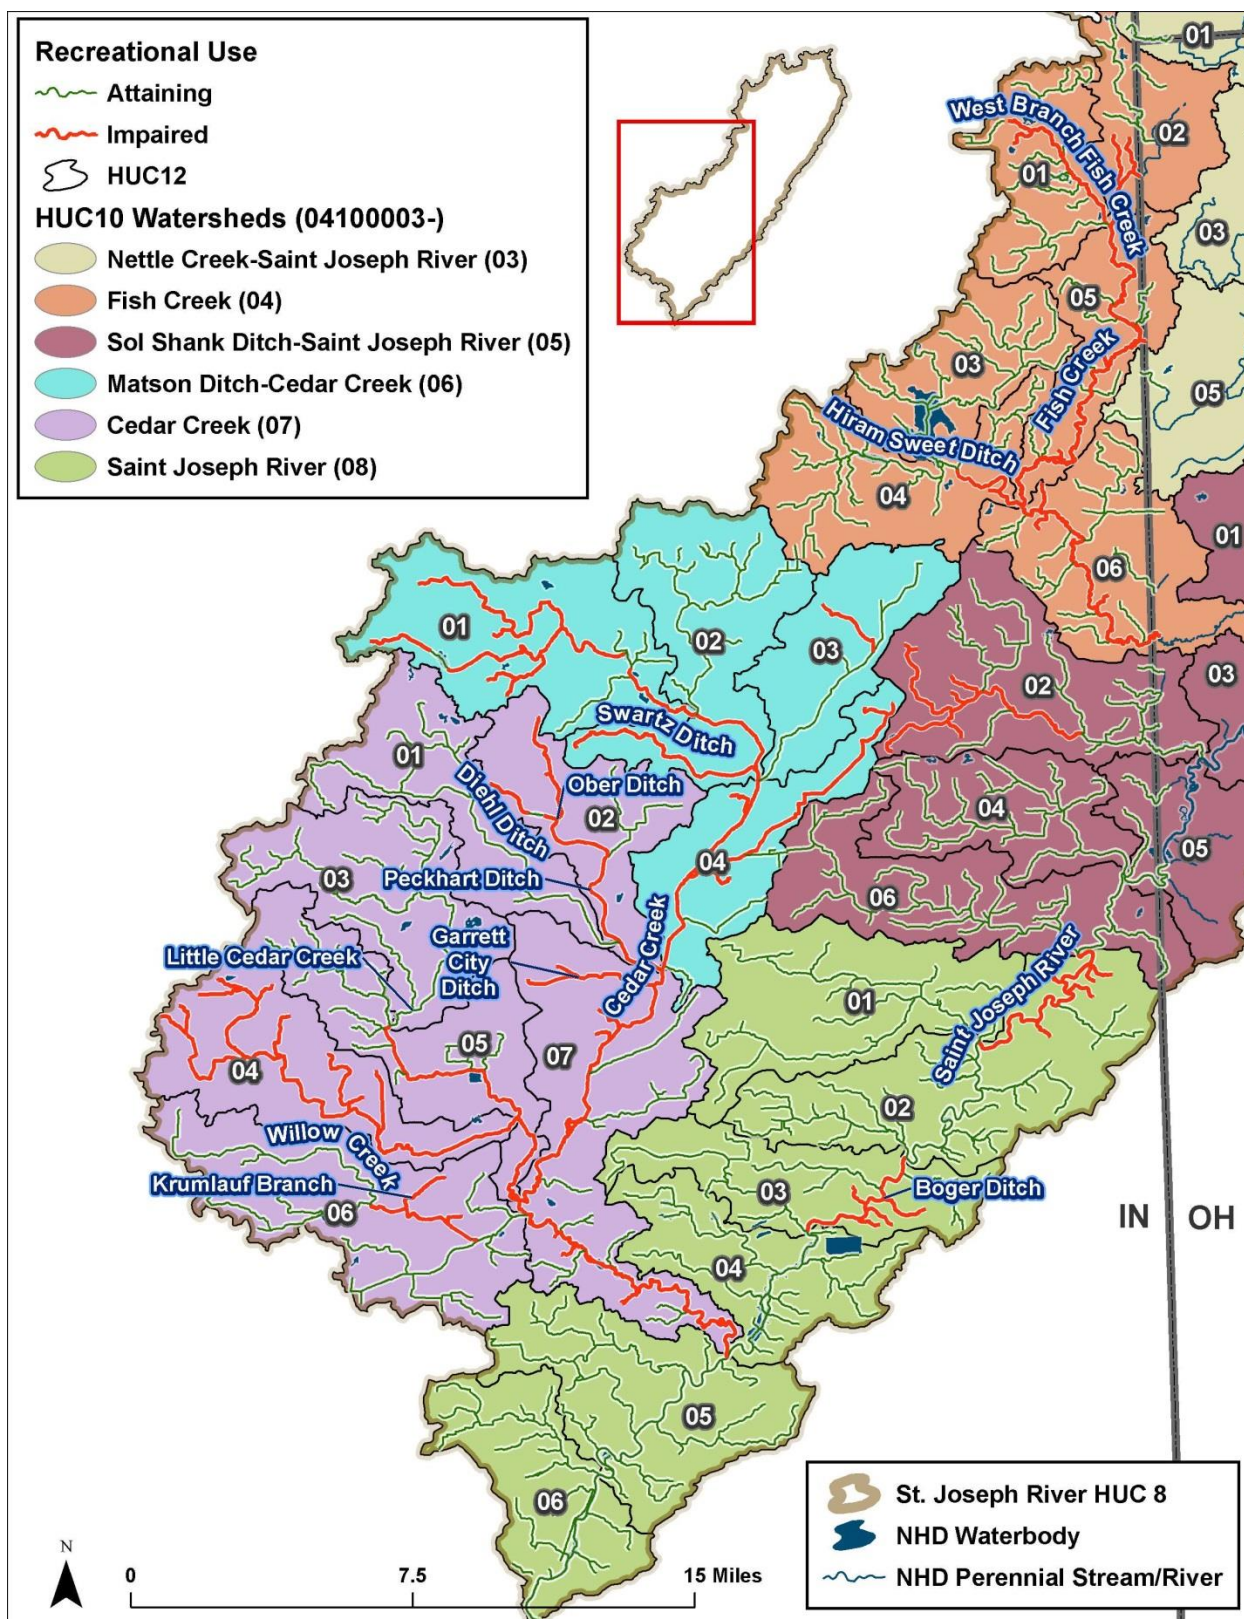 Recreational Use
Attaining
Impaired
HUC12
HUC10 Watersheds (04100003-)
Nettle Creek-Saint Joseph River (03)
Fish Creek (04)
Sol Shank Ditch-Saint Joseph River (05)
Matson Ditch-Cedar Creek (06)
Cedar Creek (07)
Saint Joseph River (08)
01
West Branch Fish Creek
02
01
03
05
03
Fish Creek
05
Hiram Sweet Ditch
04
01
06
01
02
03
02
03
Swartz Ditch
01
Diehl Ditch
Ober Ditch
02
04
05
04
03
Peckhart Ditch
06
Garrett
City
Ditch
Little Cedar Creek
Cedar Creek
Saint Joseph River
01
05
07
04
02
Willow Creek
Krumlauf Branch
03
Boger Ditch
06
IN
OH
04
05
06
St. Joseph River HUC 8
NHD Waterbody
NHD Perennial Stream/River
N
0
7.5
15 Miles